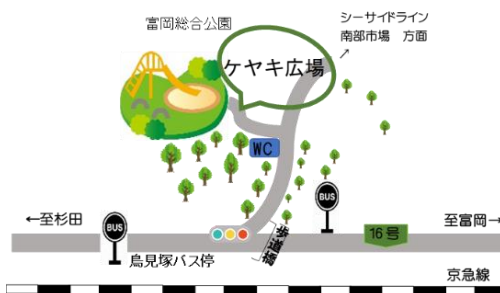 富岡総合公園
シーサイドライン
南部市場 方面
ケヤキ広場
WC
BUS
←至杉田
BUS
至富岡→
歩道橋
16号
鳥見塚バス停
京急線